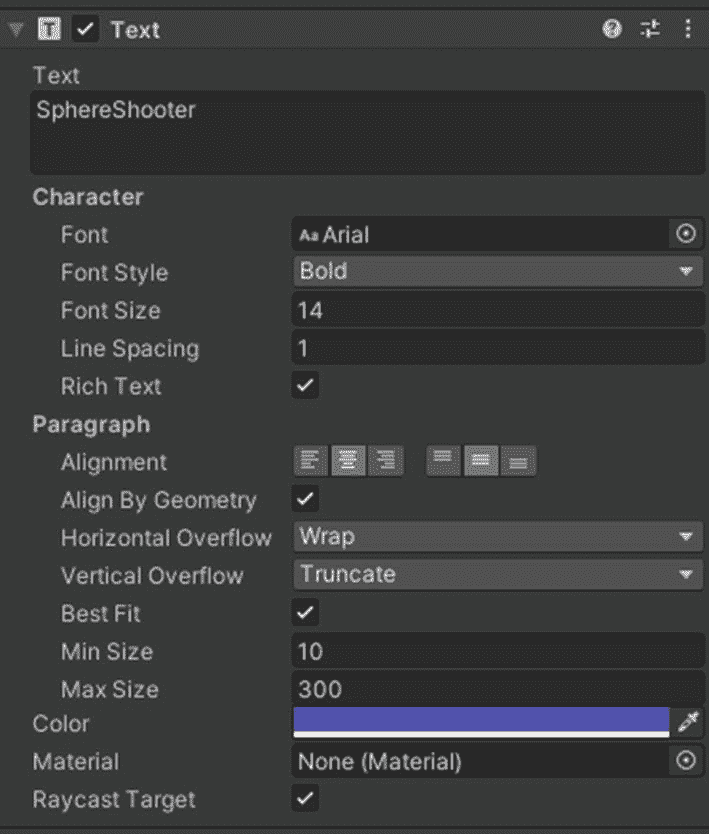 Text
Text
SphereShooter
Character
Font Aa Arial
Font Style Bold
Font Size 14
Line Spacing 1
Rich Text
Paragraph
Alignment
Align By Geometry
Horizontal Overflow Wrap
Vertical Overflow Truncate
Best Fit
Min Size 10
Max Size 300
Color
Material None (Material)
Raycast Target